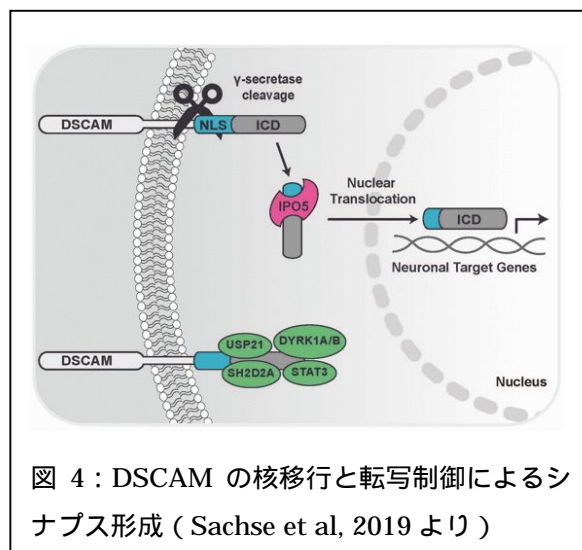 γ-secretase
cleavage
DSCAM
NLS
ICD
IPO5
Nuclear
Translocation
ICD
Neuronal Target Genes
DSCAM
USP21
DYRK1A/B
SH2D2A
STAT3
Nucleus
図 4：DSCAM の核移行と転写制御によるシ
ナプス形成（Sachse et al, 2019 より）